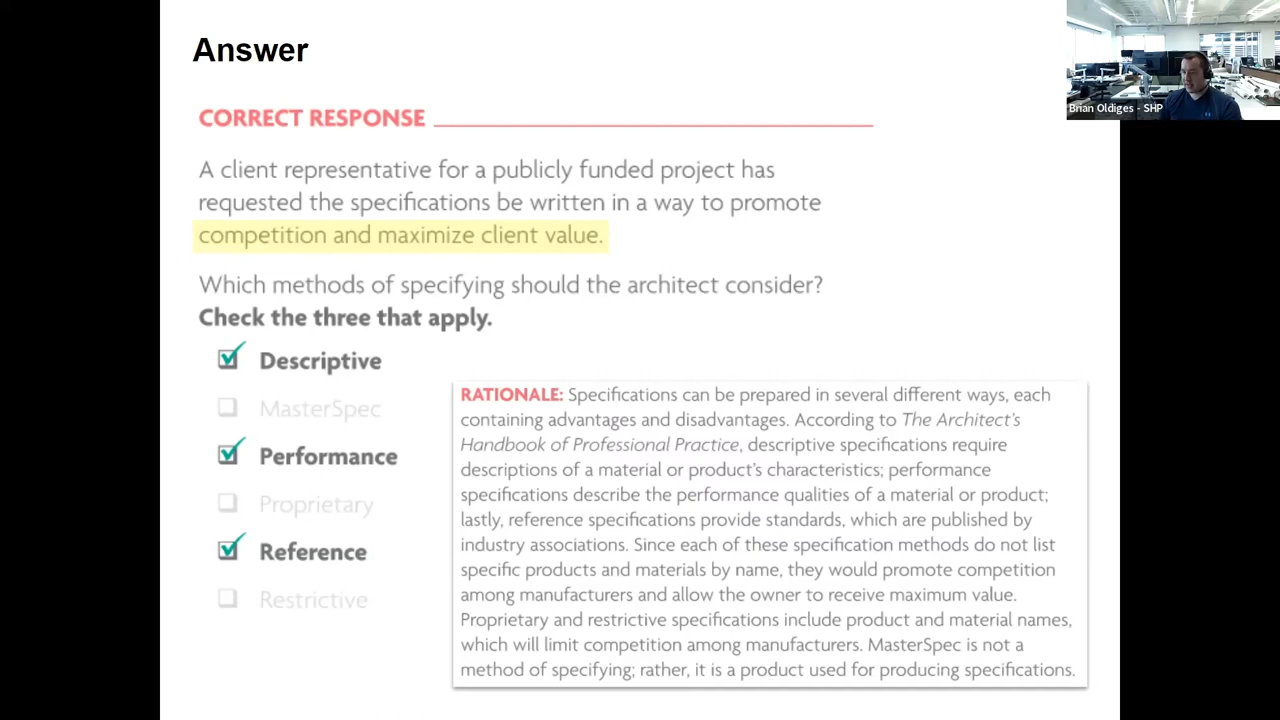 Answer
Brian Oldiges - SHP
CORRECT RESPONSE
A client representative for a publicly funded project has
requested the specifications be written in a way to promote
competition and maximize client value.
Which methods of specifying should the architect consider?
Check the three that apply.
Descriptive
MasterSpec
Performance
Proprietary
Reference
Restrictive
RATIONALE: Specifications can be prepared in several different ways, each
containing advantages and disadvantages. According to The Architect's
Handbook of Professional Practice, descriptive specifications require
descriptions of a material or product's characteristics; performance
specifications describe the performance qualities of a material or product;
lastly, reference specifications provide standards, which are published by
industry associations. Since each of these specification methods do not list
specific products and materials by name, they would promote competition
among manufacturers and allow the owner to receive maximum value.
Proprietary and restrictive specifications include product and material names,
which will limit competition among manufacturers. MasterSpec is not a
method of specifying; rather, it is a product used for producing specifications.